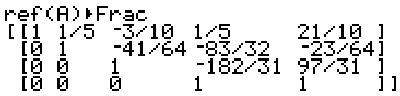 ref(A)▸Frac
[[1 1/5 -3/10 1/5 21/10 ]
[0 1 -41/64 -83/32 -23/64]
[0 0 1 -182/31 97/31 ]
[0 0 0 1 1 ]]